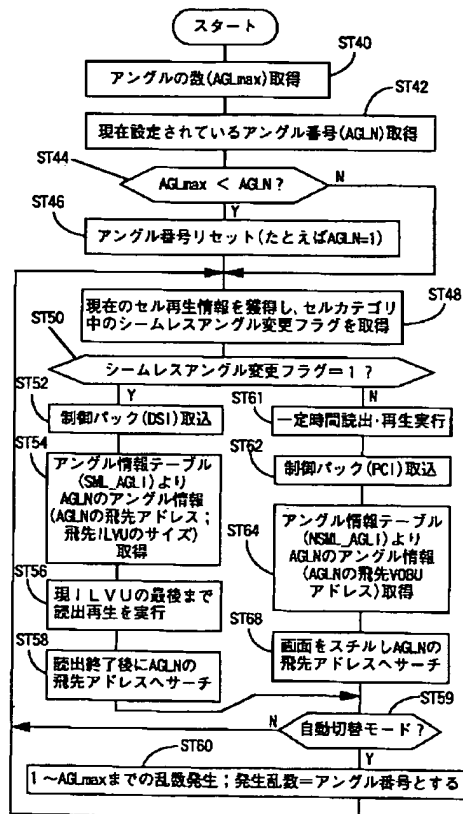 スタート
ST40
アングルの数(AGLmax)取得
ST42
現在設定されているアングル番号(AGLN)取得
ST44
AGLmax < AGLN ?
N
Y
ST46
アングル番号リセット(たとえばAGLN=1)
ST48
現在のセル再生情報を獲得し、セルカテゴリ
中のシームレスアングル変更フラグを取得
ST50
シームレスアングル変更フラグ=1 ?
Y
N
ST52
制御パック(DSI)取込
ST54
アングル情報テーブル
(SML_AGLI)より
AGLNのアングル情報
(AGLNの飛先アドレス;
飛先ILVUのサイズ)
取得
ST56
現ILVUの最後まで
読出再生を実行
ST58
読出終了後にAGLNの
飛先アドレスへサーチ
ST61
一定時間読出・再生実行
ST62
制御パック(PCI)取込
ST64
アングル情報テーブル
(NSML_AGLI)より
AGLNのアングル情報
(AGLNの飛先VOBU
アドレス)取得
ST68
画面をスチルしAGLNの
飛先アドレスへサーチ
ST59
N
自動切替モード?
Y
ST60
1〜AGLmaxまでの乱数発生;発生乱数=アングル番号とする